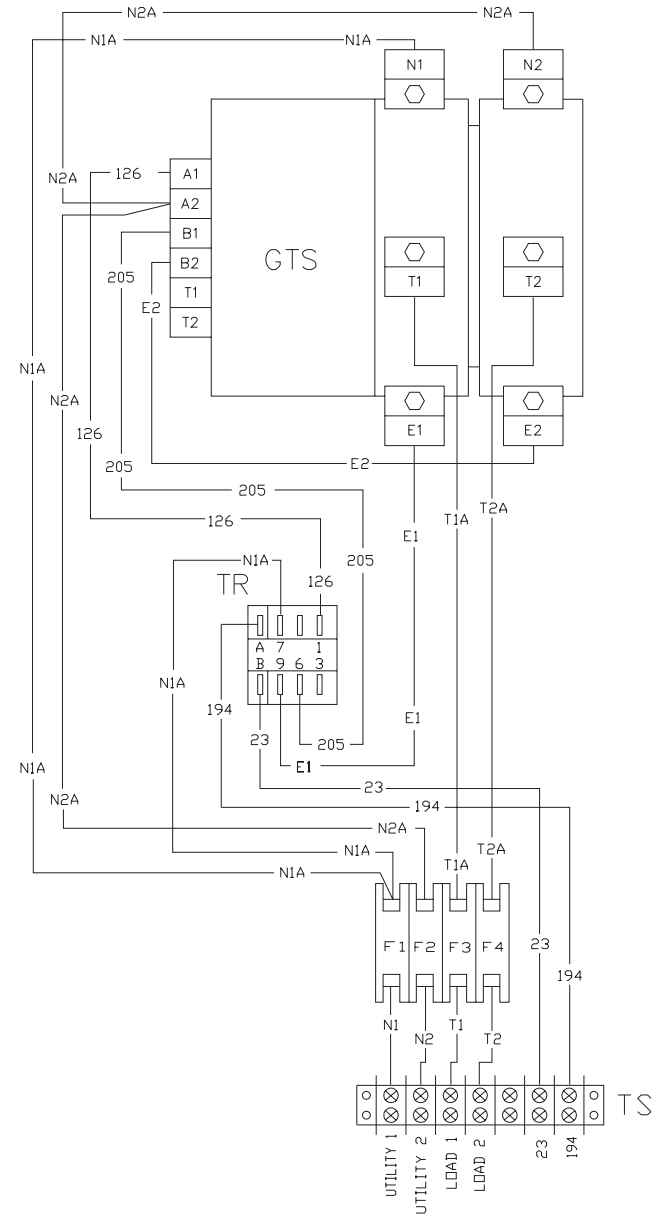 N2A N2A
N1A N1A
N1 N2
N2A 126 A1
A2
B1
205 B2
E2 T1
T2
GTS
T1 T2
N1A
N2A
E1 E2
126
205
E2
205
126
T1A T2A
E1
N1A
205
TR
126
A 7 1
B 9 6 3
N1A
194
23
E1
205
E1
N1A
23
N2A
194
N2A
N1A
T1A T2A
N1A
F1 F2 F3 F4
23
194
N1 N2 T1 T2
TS
UTILITY 1
UTILITY 2
LOAD 1
LOAD 2
23
194